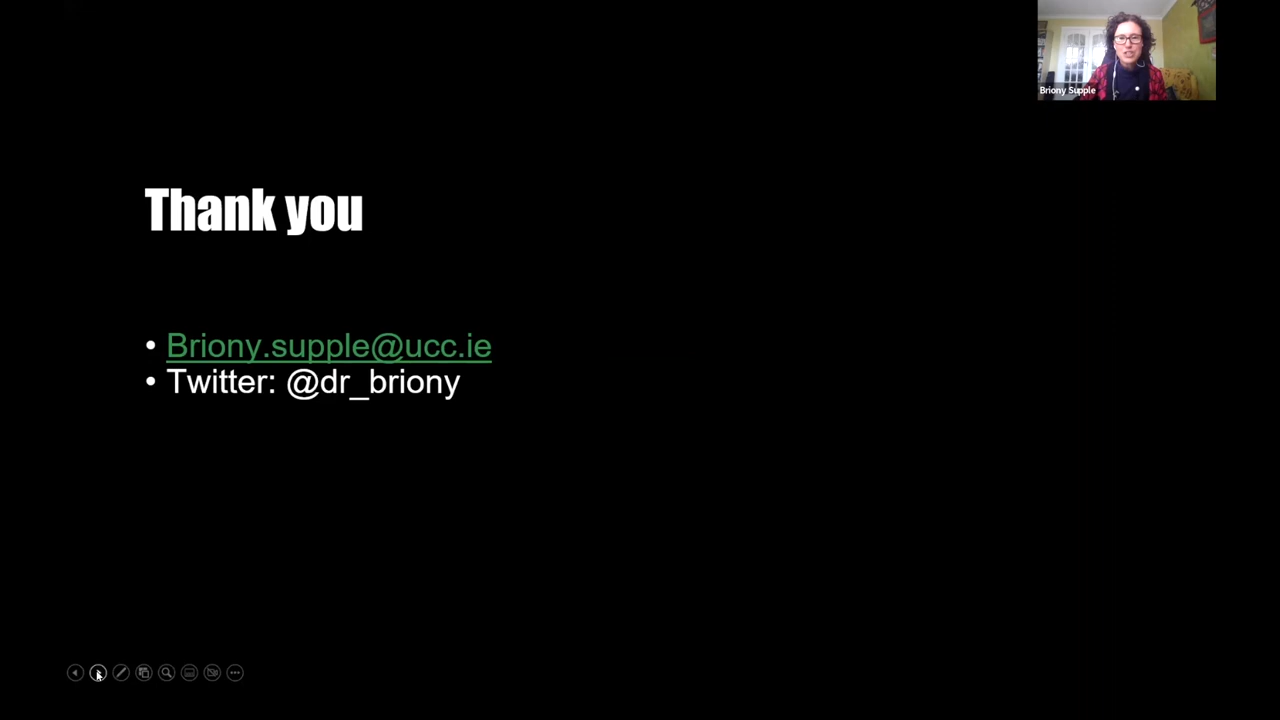 Briony Supple
Thank you
• Briony.supple@ucc.ie
• Twitter: @dr_briony